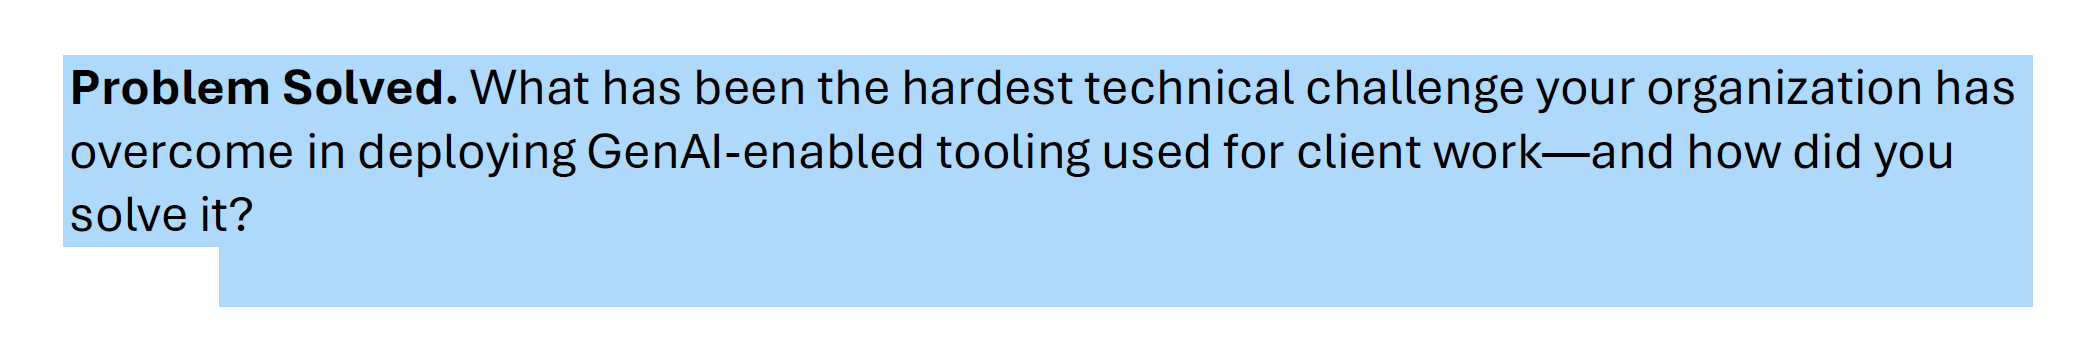 Problem Solved. What has been the hardest technical challenge your organization has
overcome in deploying GenAI-enabled tooling used for client work—and how did you
solve it?